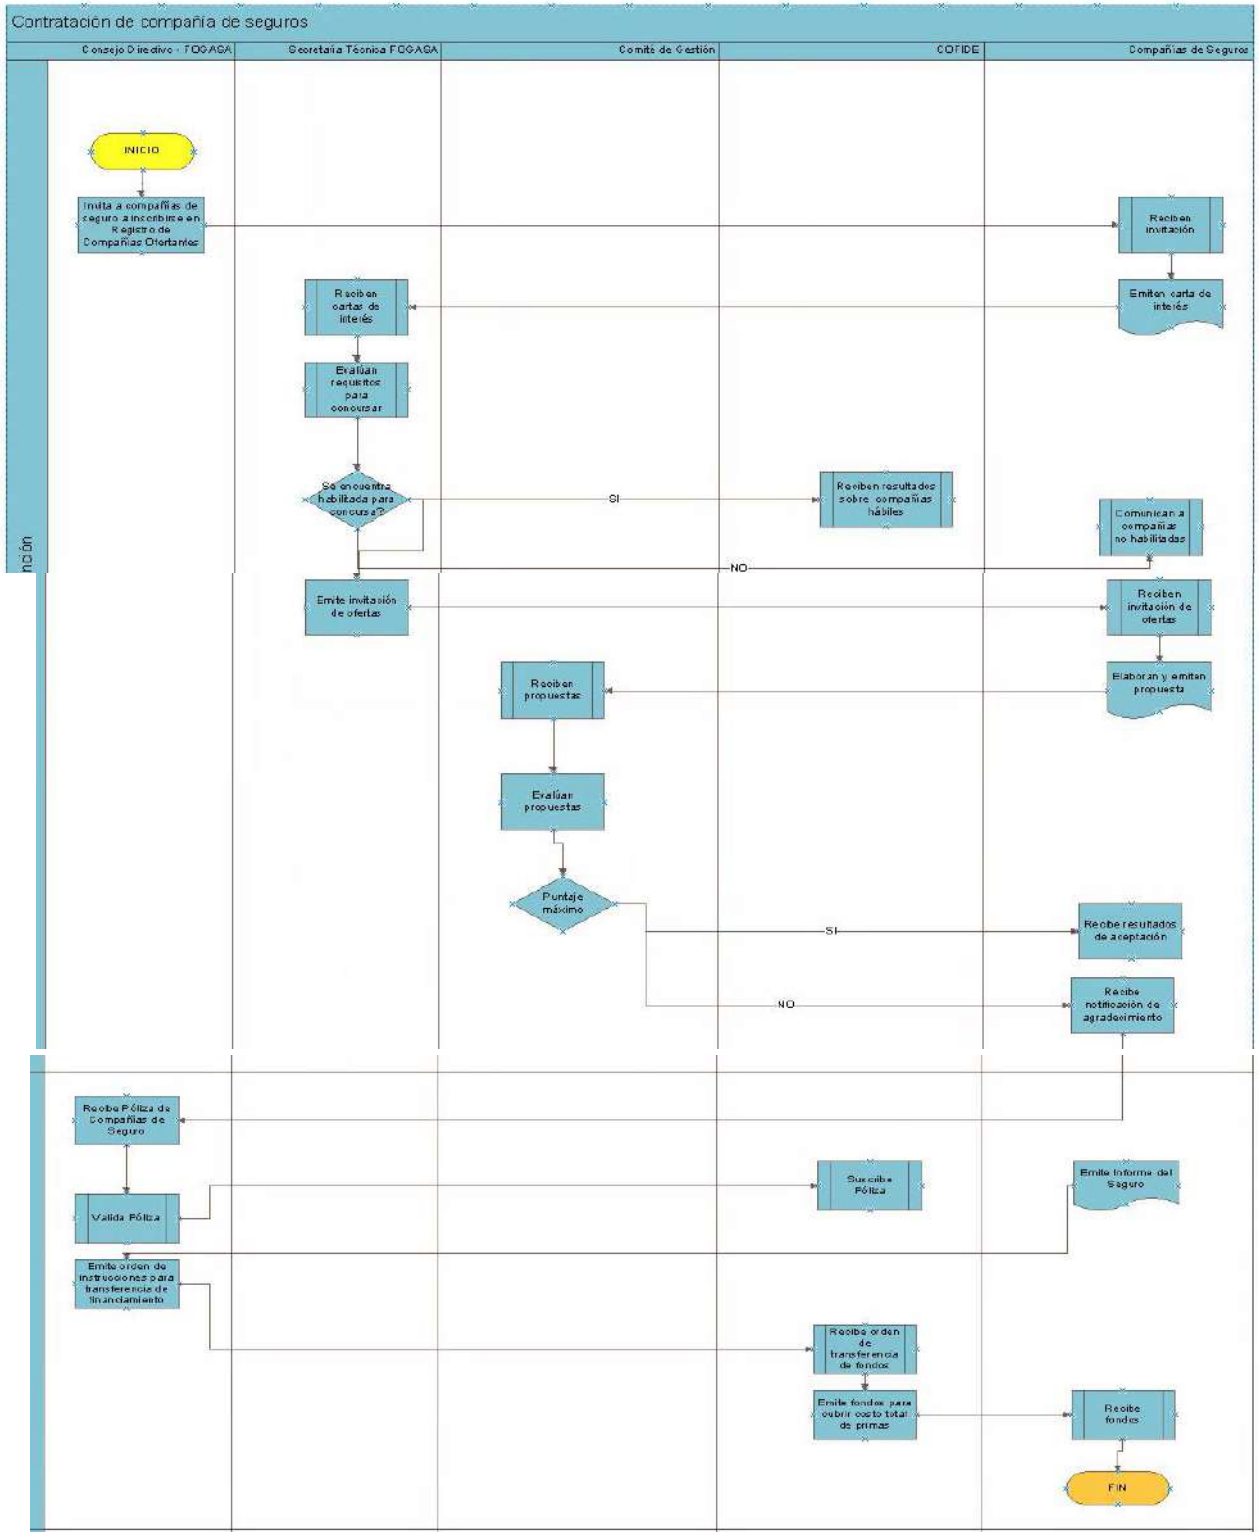 Contratación de compañía de seguros
Consejo Directivo - FOGASA
Secretaría Técnica FOGASA
Comité de Gestión
COFIDE
Compañías de Seguros
INICIO
Invita a compañías de
seguro a inscribirse en
Registro de
Compañías Ofertantes
Reciben
invitación
Emiten carta de
interés
Reciben
cartas de
interés
Evalúan
requisitos
para
concursar
Se encuentra
habilitada para
concursa?
SI
Reciben resultados
sobre compañías
hábiles
Comunican a
compañías
no habilitadas
NO
nción
Emite invitación
de ofertas
Reciben
invitación de
ofertas
Elaboran y emiten
propuesta
Reciben
propuestas
Evalúan
propuestas
Puntaje
máximo
SI
Recibe resultados
de aceptación
NO
Recibe
notificación de
agradecimiento
Recibe Póliza de
Compañías de
Seguro
Valida Póliza
Suscribe
Póliza
Emite Informe del
Seguro
Emite orden de
instrucciones para
transferencia de
financiamiento
Recibe orden
de
transferencia
de fondos
Emite fondos para
cubrir costo total
de primas
Recibe
fondos
FIN